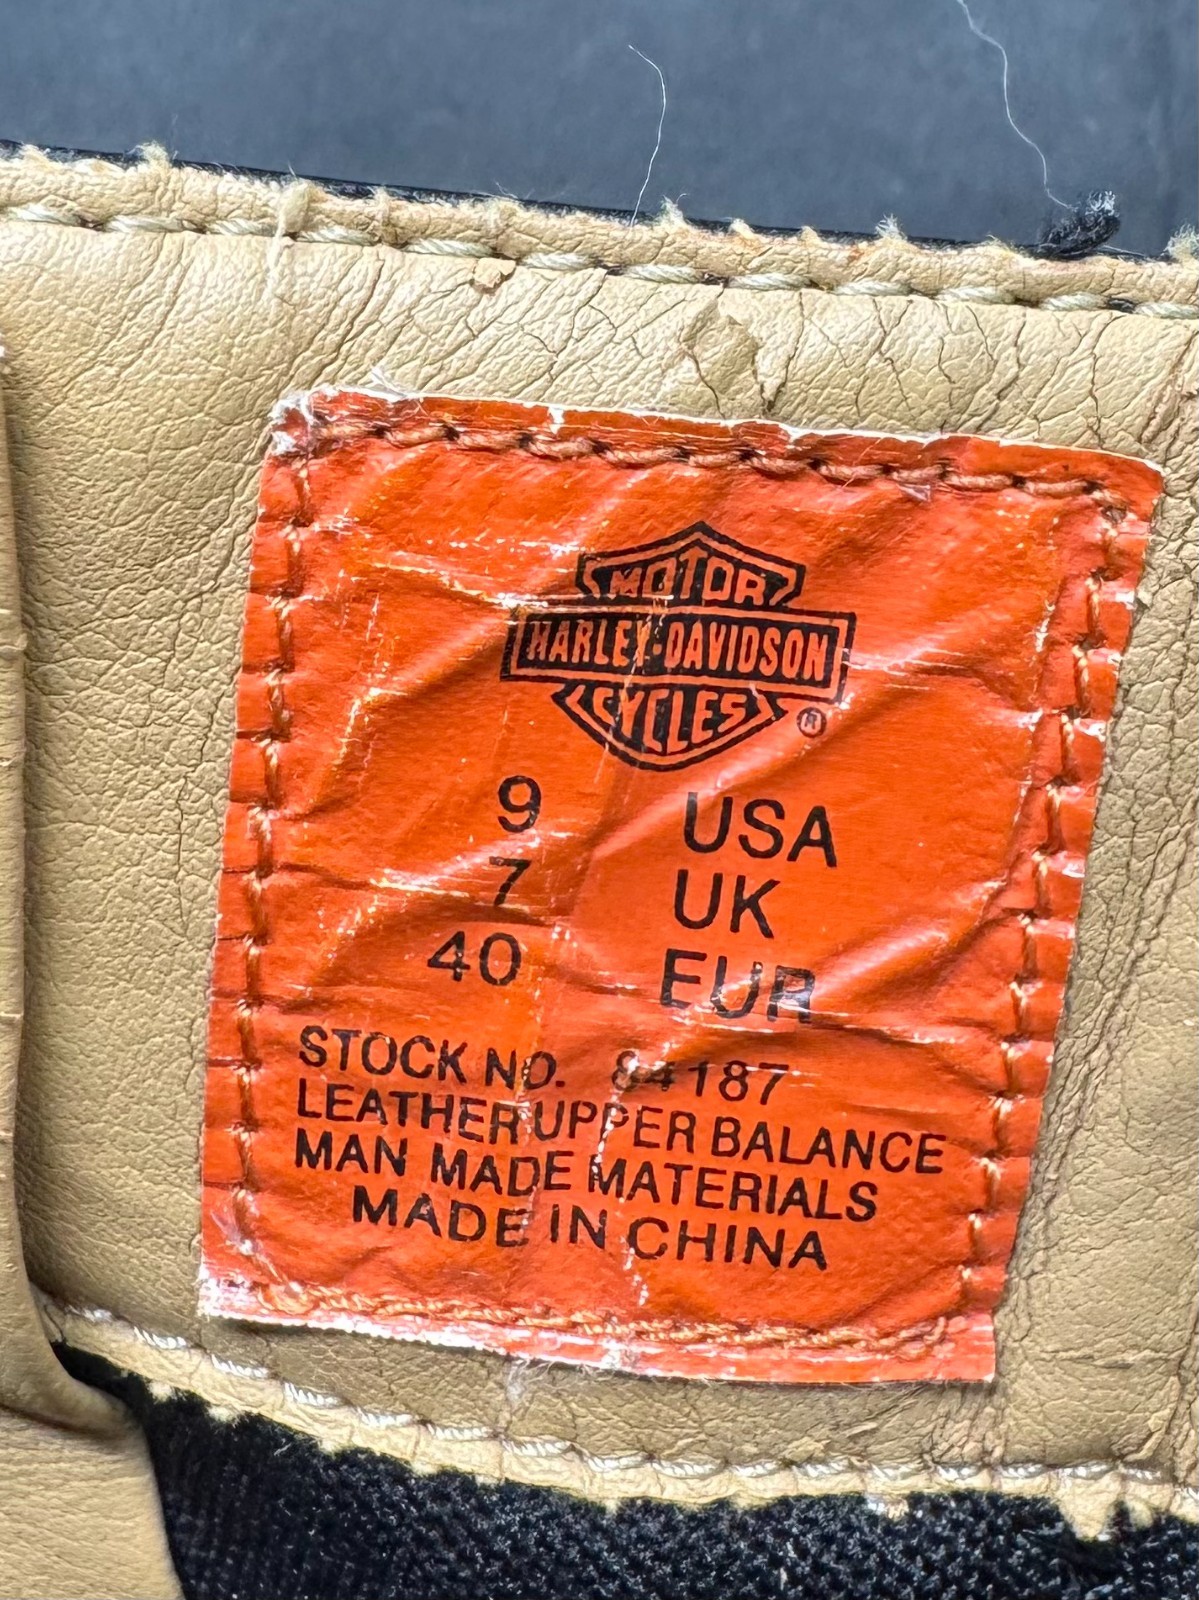 MOTOR
HARLEY-DAVIDSON
CYCLES ®
9 USA
7 UK
40 EUR
STOCK NO. 84187
LEATHER UPPER BALANCE
MAN MADE MATERIALS
MADE IN CHINA